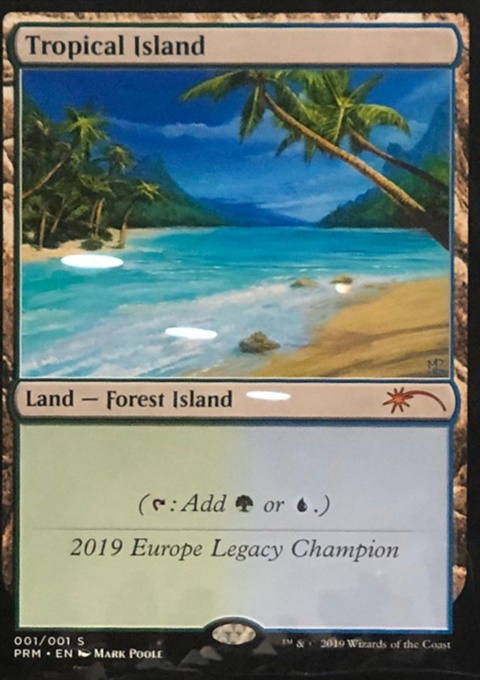 Tropical Island
Land — Forest Island
( : Add or .)
2019 Europe Legacy Champion
001/001 S
PRM • EN Mark Poole
™ & © 2019 Wizards of the Coast